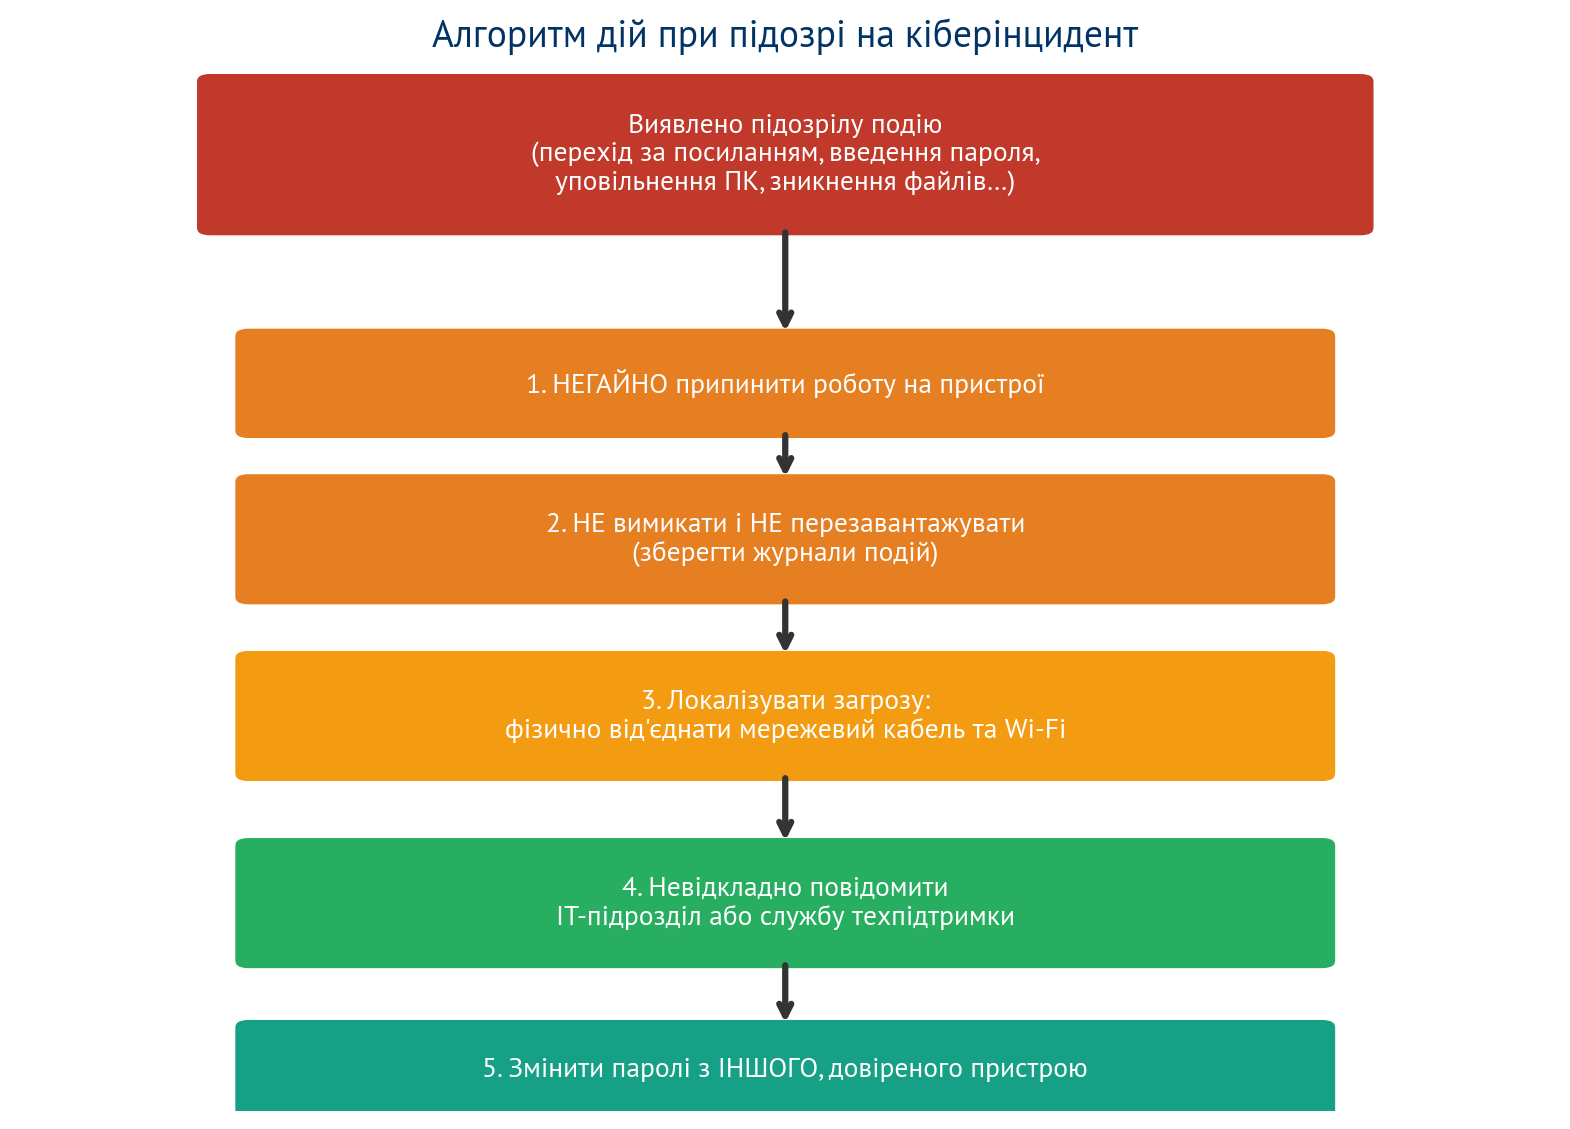 Алгоритм дій при підозрі на кіберінцидент
Виявлено підозрілу подію
(перехід за посиланням, введення пароля,
уповільнення ПК, зникнення файлів...)
1. НЕГАЙНО припинити роботу на пристрої
2. НЕ вимикати і НЕ перезавантажувати
(зберегти журнали подій)
3. Локалізувати загрозу:
фізично від'єднати мережевий кабель та Wi-Fi
4. Невідкладно повідомити
ІТ-підрозділ або службу техпідтримки
5. Змінити паролі з ІНШОГО, довіреного пристрою